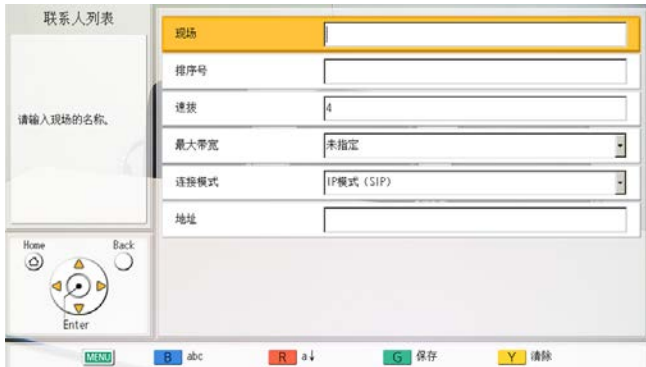 联系人列表
请输入现场的名称。
现场
排序号
速拨
4
最大带宽
未指定
连接模式
IP模式（SIP）
地址
Home
Back
Enter
MENU
B abc
R a↓
G 保存
Y 清除